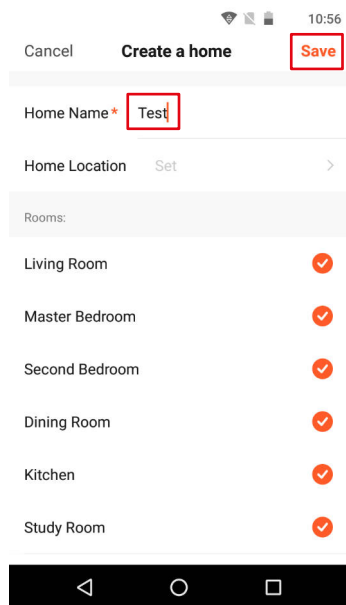 10:56
Cancel Create a home Save
Home Name* Test
Home Location Set
Rooms:
Living Room
Master Bedroom
Second Bedroom
Dining Room
Kitchen
Study Room